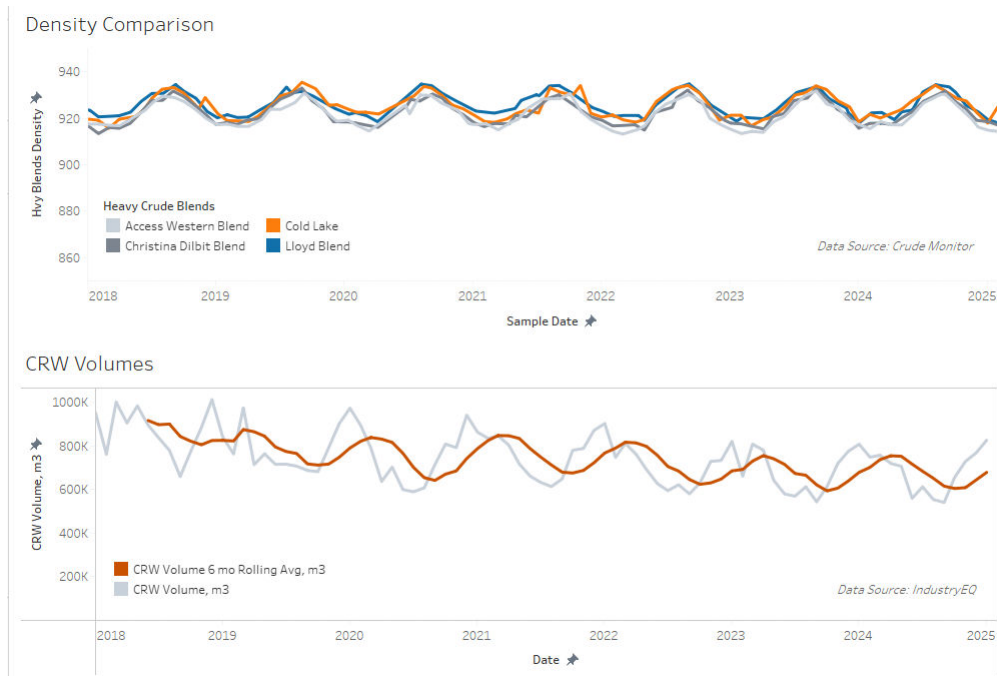 Density Comparison
Hvy Blends Density
940
920
900
880
860
Heavy Crude Blends
Access Western Blend
Cold Lake
Christina Dilbit Blend
Lloyd Blend
Data Source: Crude Monitor
2018 2019 2020 2021 2022 2023 2024 2025
Sample Date
CRW Volumes
CRW Volume, m3
1000K
800K
600K
400K
200K
CRW Volume 6 mo Rolling Avg, m3
CRW Volume, m3
Data Source: IndustryEQ
2018 2019 2020 2021 2022 2023 2024 2025
Date